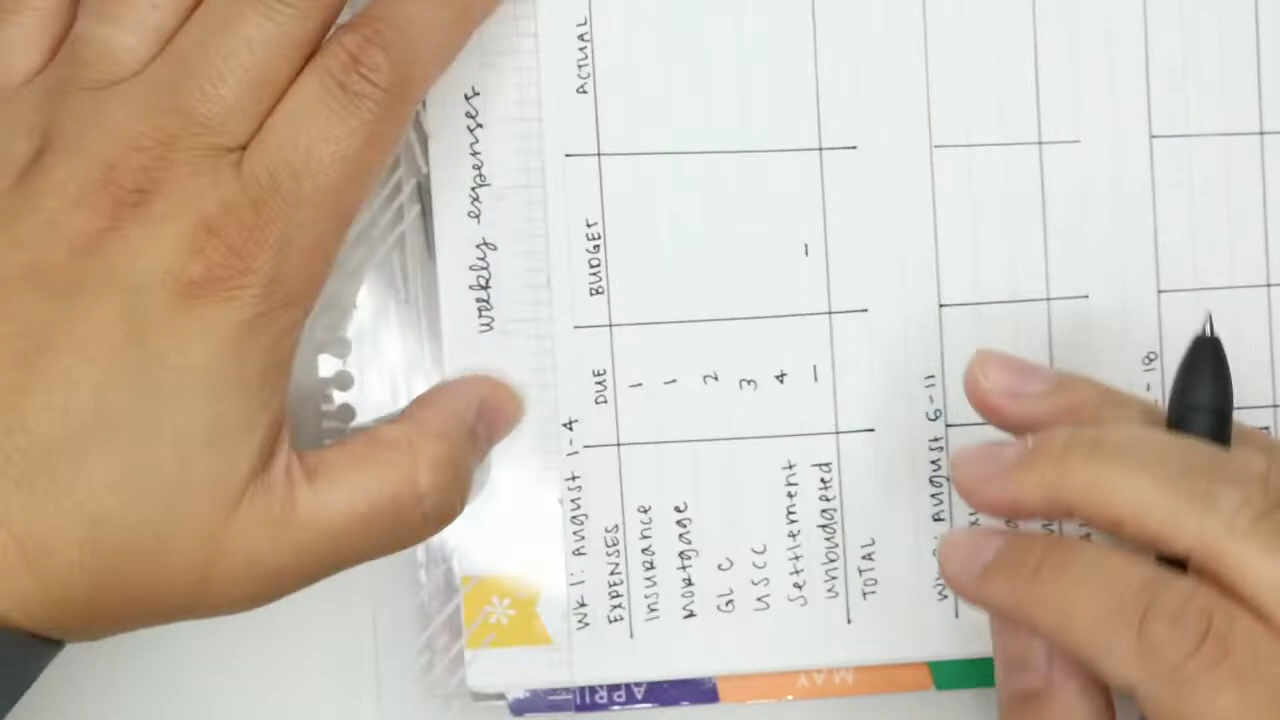 weekly expenses
WK 1: AUGUST 1-4
EXPENSES DUE BUDGET ACTUAL
INSURANCE 1
MORTGAGE 1
GLC 2
USCC 3
Settlement 4
unbudgeted — —
TOTAL
AUGUST 6-11
- 18
APRIL
MAY